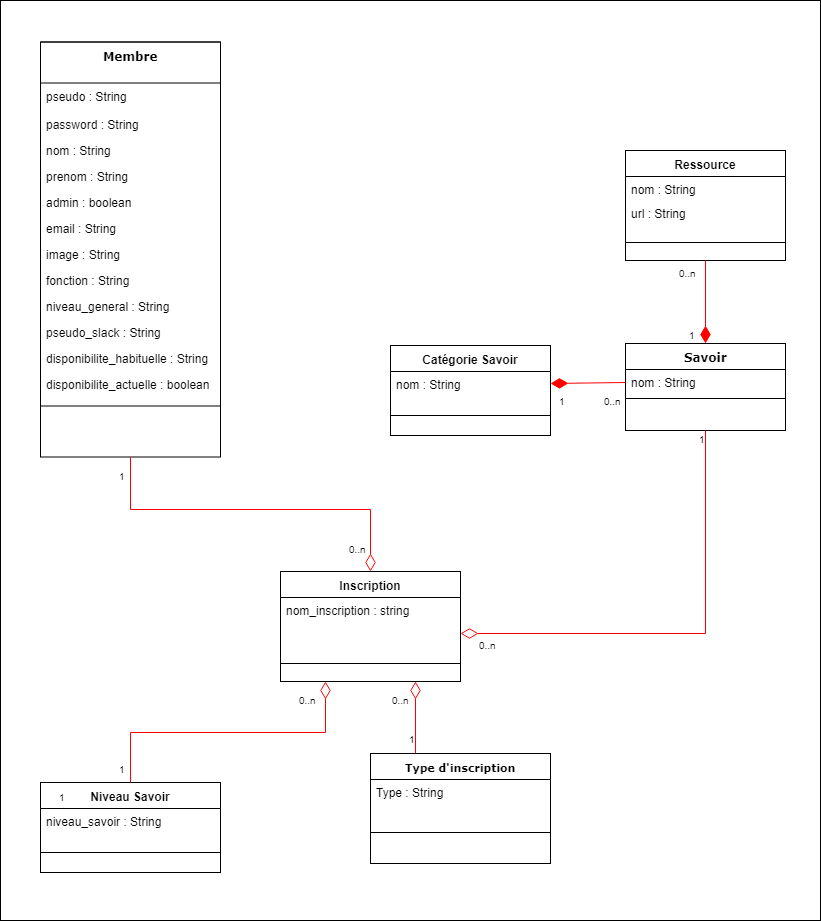 Membre
pseudo : String
password : String
nom : String
prenom : String
admin : boolean
email : String
image : String
fonction : String
niveau_general : String
pseudo_slack : String
disponibilite_habituelle : String
disponibilite_actuelle : boolean
1
Ressource
nom : String
url : String
0..n
1
Savoir
nom : String
1
Catégorie Savoir
nom : String
1
0..n
0..n
Inscription
nom_inscription : string
0..n
0..n
0..n
1
1
1
Niveau Savoir
niveau_savoir : String
Type d'inscription
Type : String